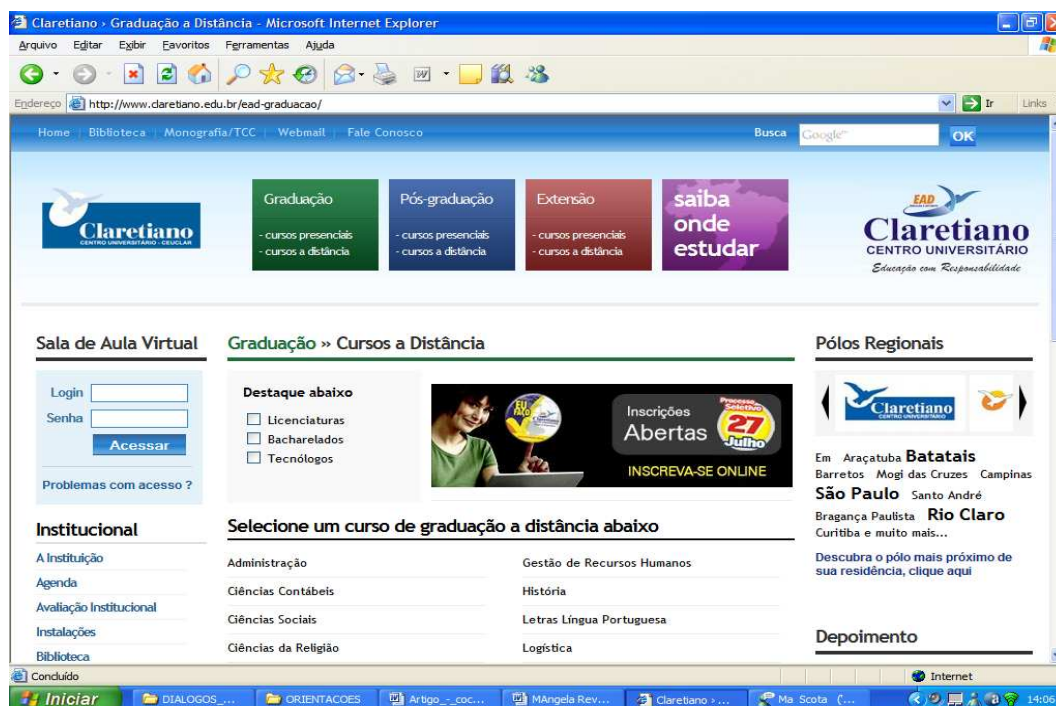 Claretiano › Graduação a Distância - Microsoft Internet Explorer
Arquivo Editar Exibir Favoritos Ferramentas Ajuda
Endereço http://www.claretiano.edu.br/ead-graduacao/ Ir Links
Home Biblioteca Monografia/TCC Webmail Fale Conosco Busca Google OK
Claretiano
CENTRO UNIVERSITÁRIO - CEUCLAR
Graduação
- cursos presenciais
- cursos a distância
Pós-graduação
- cursos presenciais
- cursos a distância
Extensão
- cursos presenciais
- cursos a distância
saiba
onde
estudar
EAD
Claretiano
CENTRO UNIVERSITÁRIO
Educação com Responsabilidade
Sala de Aula Virtual
Login
Senha
Acessar
Problemas com acesso ?
Institucional
A Instituição
Agenda
Avaliação Institucional
Instalações
Biblioteca
Graduação » Cursos a Distância
Destaque abaixo
Licenciaturas
Bacharelados
Tecnólogos
EU FAÇO
Inscrições
Abertas
Processo
Seletivo
27
Julho
INSCREVA-SE ONLINE
Selecione um curso de graduação a distância abaixo
Administração
Ciências Contábeis
Ciências Sociais
Ciências da Religião
Gestão de Recursos Humanos
História
Letras Língua Portuguesa
Logística
Pólos Regionais
Claretiano
Em Araçatuba Batatais
Barretos Mogi das Cruzes Campinas
São Paulo Santo André
Bragança Paulista Rio Claro
Curitiba e muito mais...
Descubra o pólo mais próximo de
sua residência, clique aqui
Depoimento
Concluído Internet
Iniciar DIALOGOS_... ORIENTACOES Artigo_-_coc... MAngela Rev... Claretiano › ... Ma Scota (... 14:06